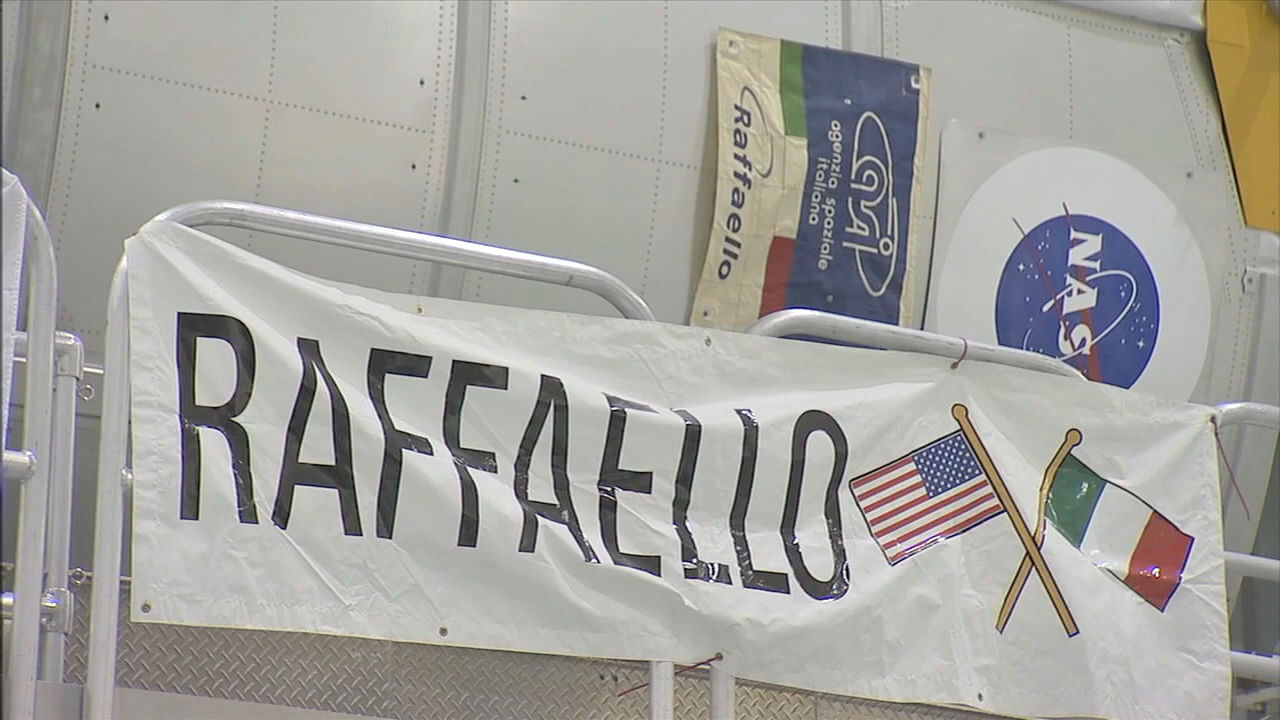 Raffaello
asi
agenzia spaziale
italiana
NASA
RAFFAELLO